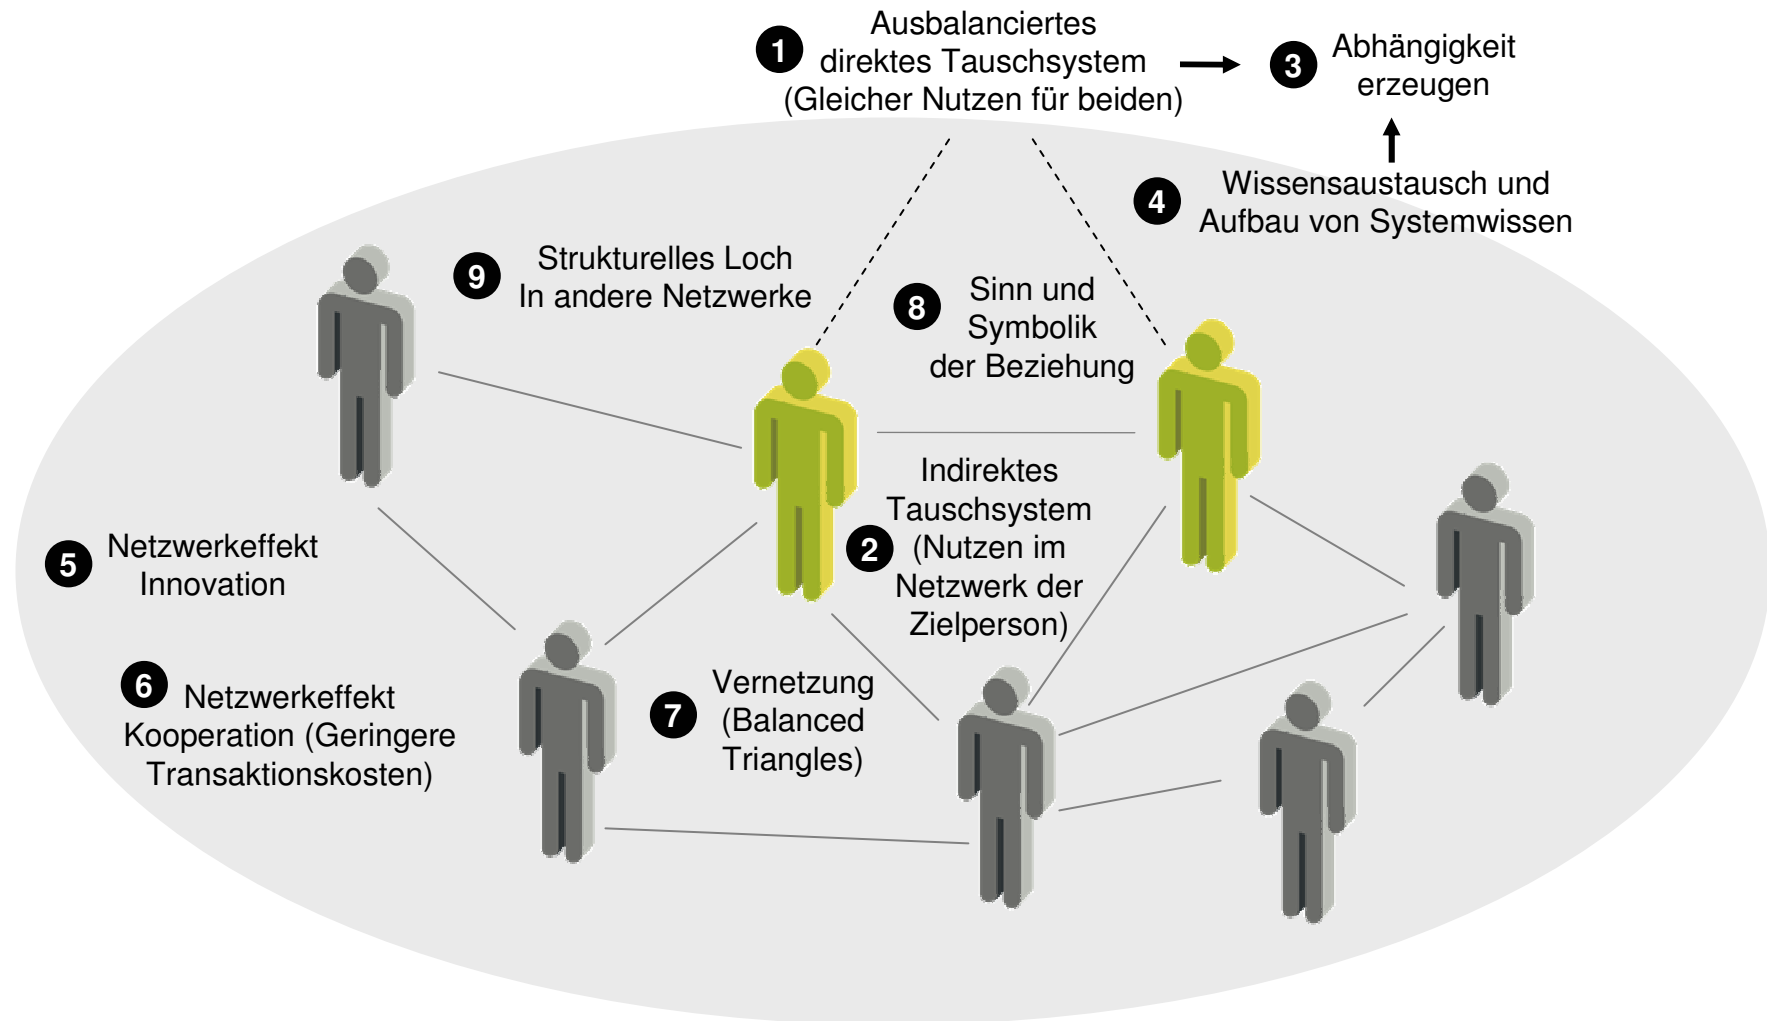 1
Ausbalanciertes
direktes Tauschsystem
(Gleicher Nutzen für beiden)
3
Abhängigkeit
erzeugen
4
Wissensaustausch und
Aufbau von Systemwissen
9
Strukturelles Loch
In andere Netzwerke
8
Sinn und
Symbolik
der Beziehung
2
Indirektes
Tauschsystem
(Nutzen im
Netzwerk der
Zielperson)
5
Netzwerkeffekt
Innovation
6
Netzwerkeffekt
Kooperation (Geringere
Transaktionskosten)
7
Vernetzung
(Balanced
Triangles)